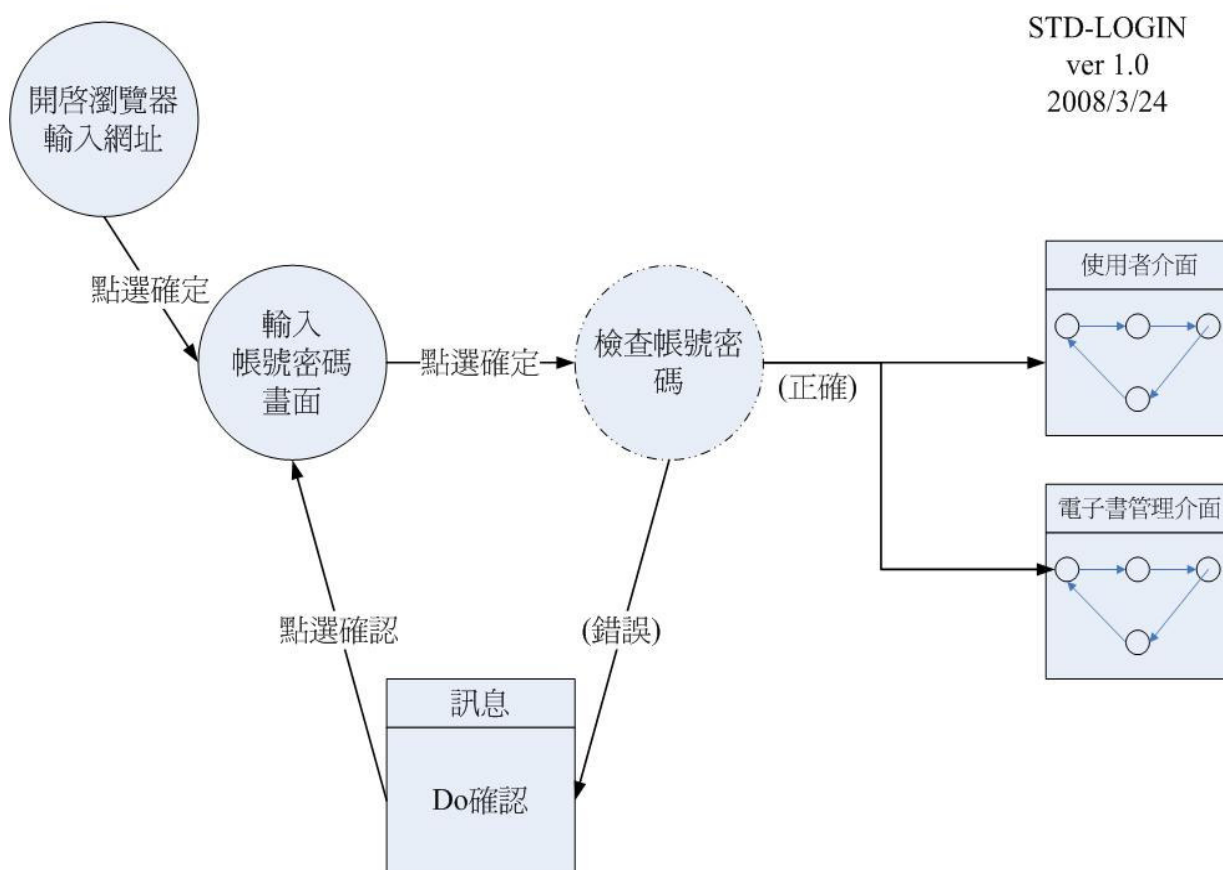 STD-LOGIN
ver 1.0
2008/3/24
開啓瀏覽器
輸入網址
點選確定
輸入
帳號密碼
畫面
點選確定
檢查帳號密
碼
(正確)
使用者介面
電子書管理介面
(錯誤)
點選確認
訊息
Do確認